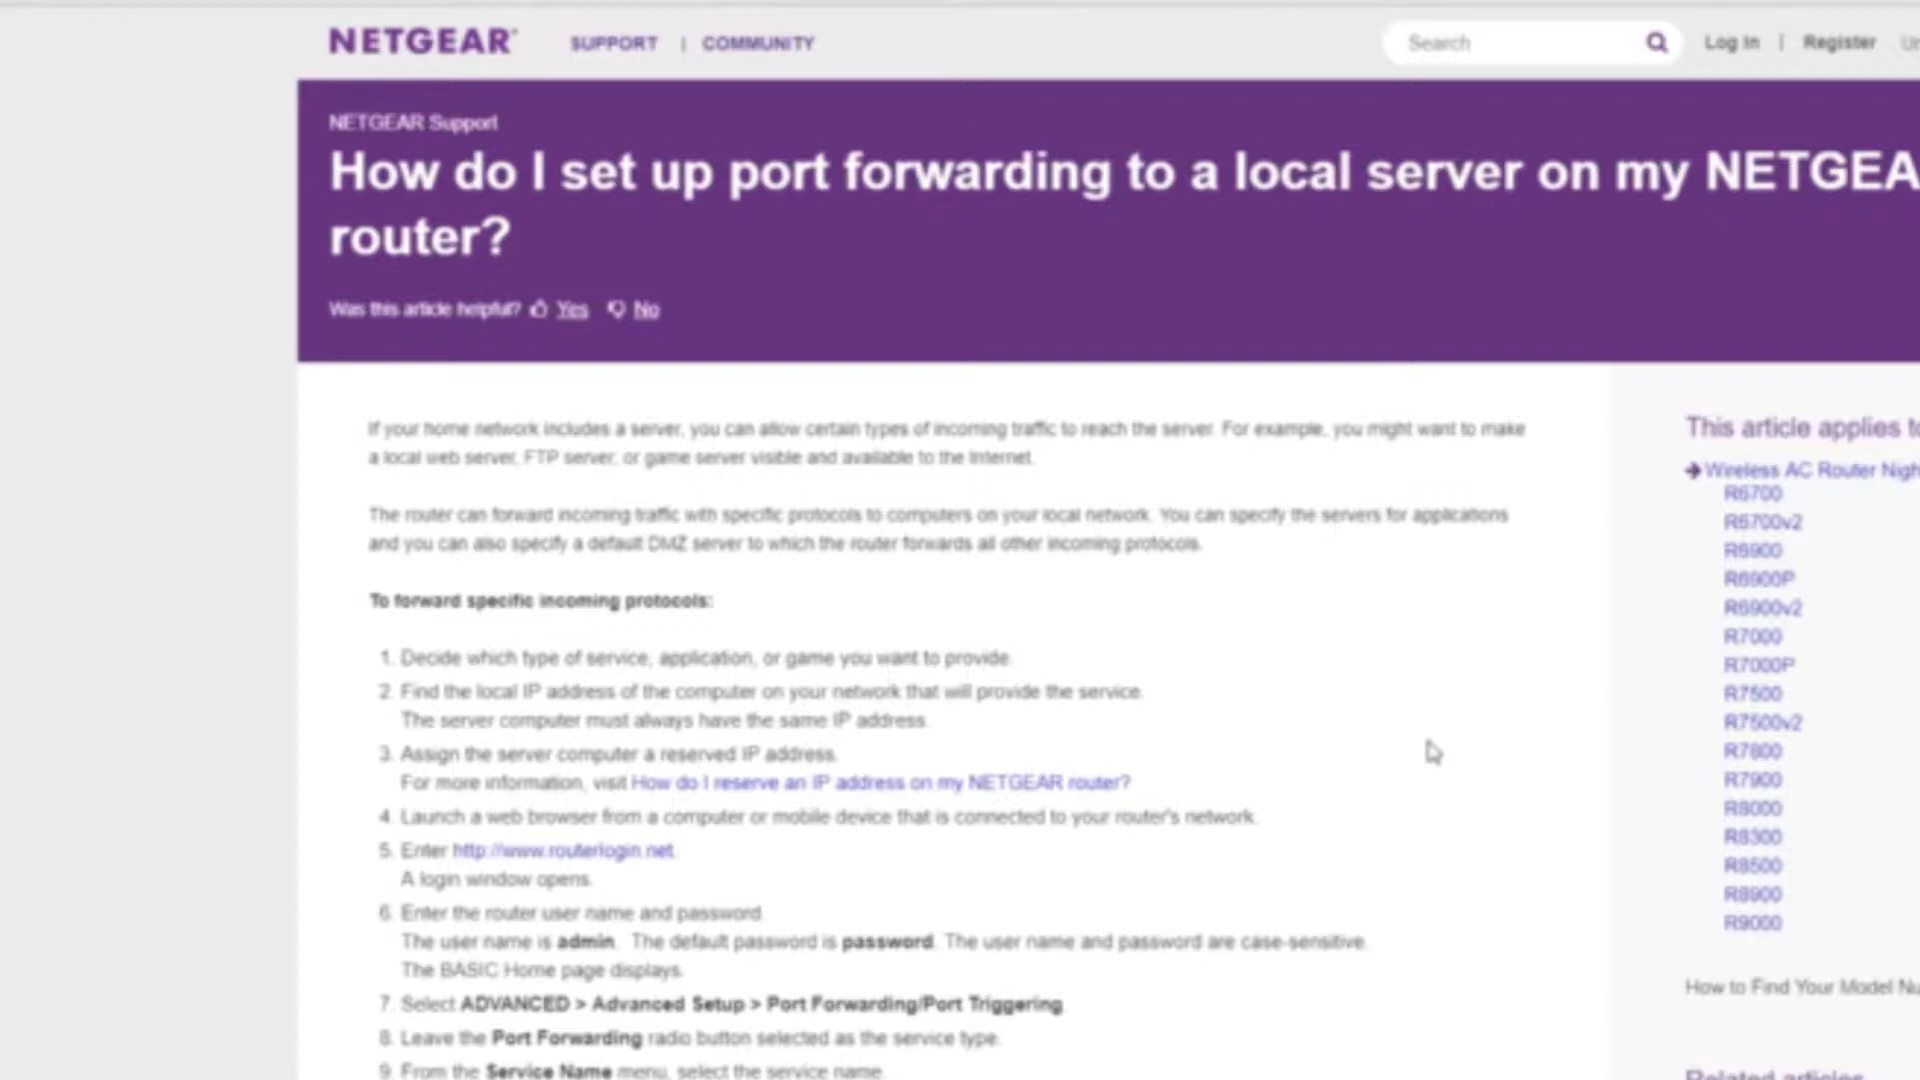 NETGEAR
SUPPORT | COMMUNITY
Search
Log In | Register
NETGEAR Support
How do I set up port forwarding to a local server on my NETGEA
router?
Was this article helpful? Yes No
If your home network includes a server, you can allow certain types of incoming traffic to reach the server. For example, you might want to make
a local web server, FTP server, or game server visible and available to the Internet.
The router can forward incoming traffic with specific protocols to computers on your local network. You can specify the servers for applications
and you can also specify a default DMZ server to which the router forwards all other incoming protocols.
To forward specific incoming protocols:
1. Decide which type of service, application, or game you want to provide.
2. Find the local IP address of the computer on your network that will provide the service.
The server computer must always have the same IP address.
3. Assign the server computer a reserved IP address.
For more information, visit How do I reserve an IP address on my NETGEAR router?
4. Launch a web browser from a computer or mobile device that is connected to your router's network.
5. Enter http://www.routerlogin.net.
A login window opens.
6. Enter the router user name and password.
The user name is admin. The default password is password. The user name and password are case-sensitive.
The BASIC Home page displays.
7. Select ADVANCED > Advanced Setup > Port Forwarding/Port Triggering.
8. Leave the Port Forwarding radio button selected as the service type.
9. From the Service Name menu, select the service name.
This article applies to
Wireless AC Router Nigh
R6700
R6700v2
R6900
R6900P
R6900v2
R7000
R7000P
R7500
R7500v2
R7800
R7900
R8000
R8300
R8500
R8900
R9000
How to Find Your Model Nu
Related articles